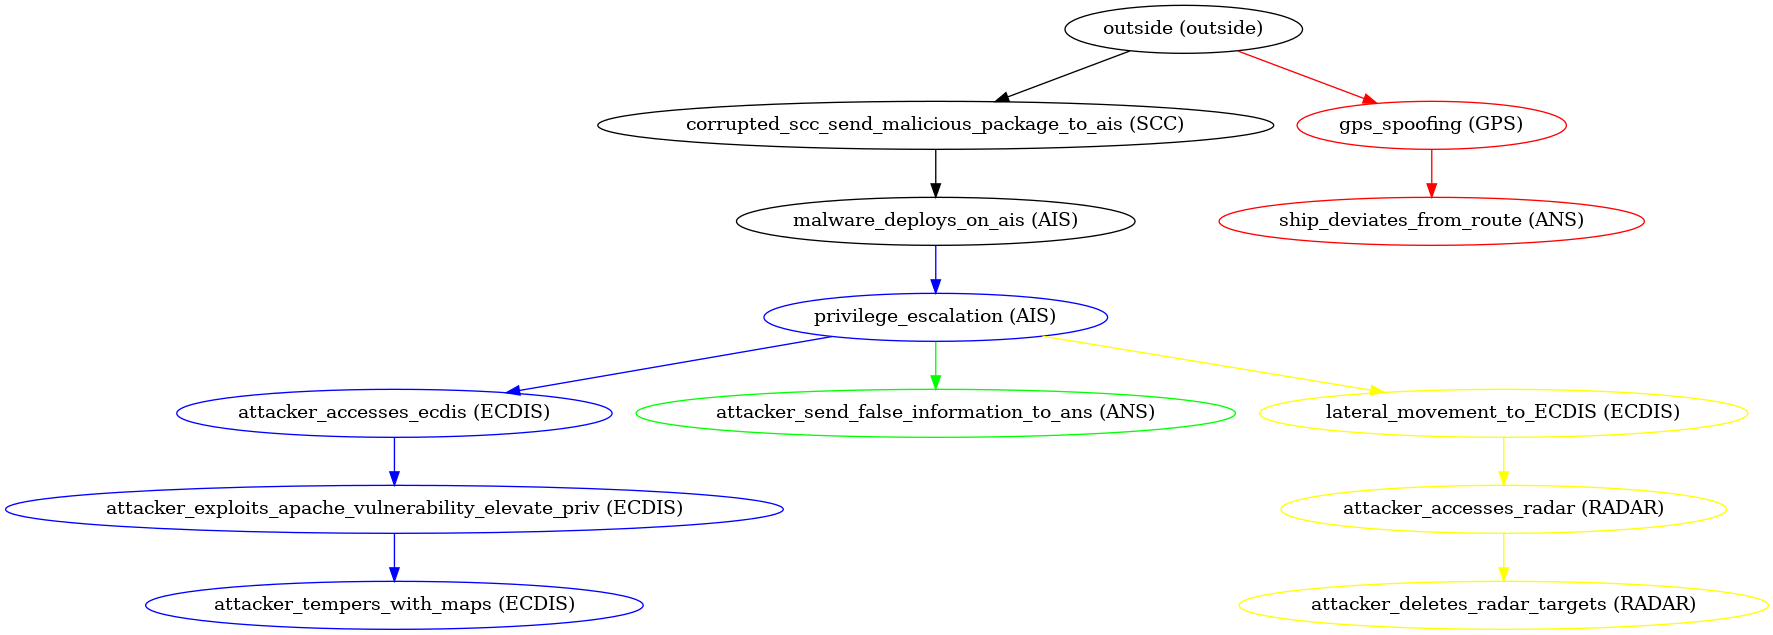 outside (outside)
corrupted_scc_send_malicious_package_to_ais (SCC)
gps_spoofing (GPS)
malware_deploys_on_ais (AIS)
ship_deviates_from_route (ANS)
privilege_escalation (AIS)
attacker_accesses_ecdis (ECDIS)
attacker_send_false_information_to_ans (ANS)
lateral_movement_to_ECDIS (ECDIS)
attacker_exploits_apache_vulnerability_elevate_priv (ECDIS)
attacker_accesses_radar (RADAR)
attacker_tempers_with_maps (ECDIS)
attacker_deletes_radar_targets (RADAR)